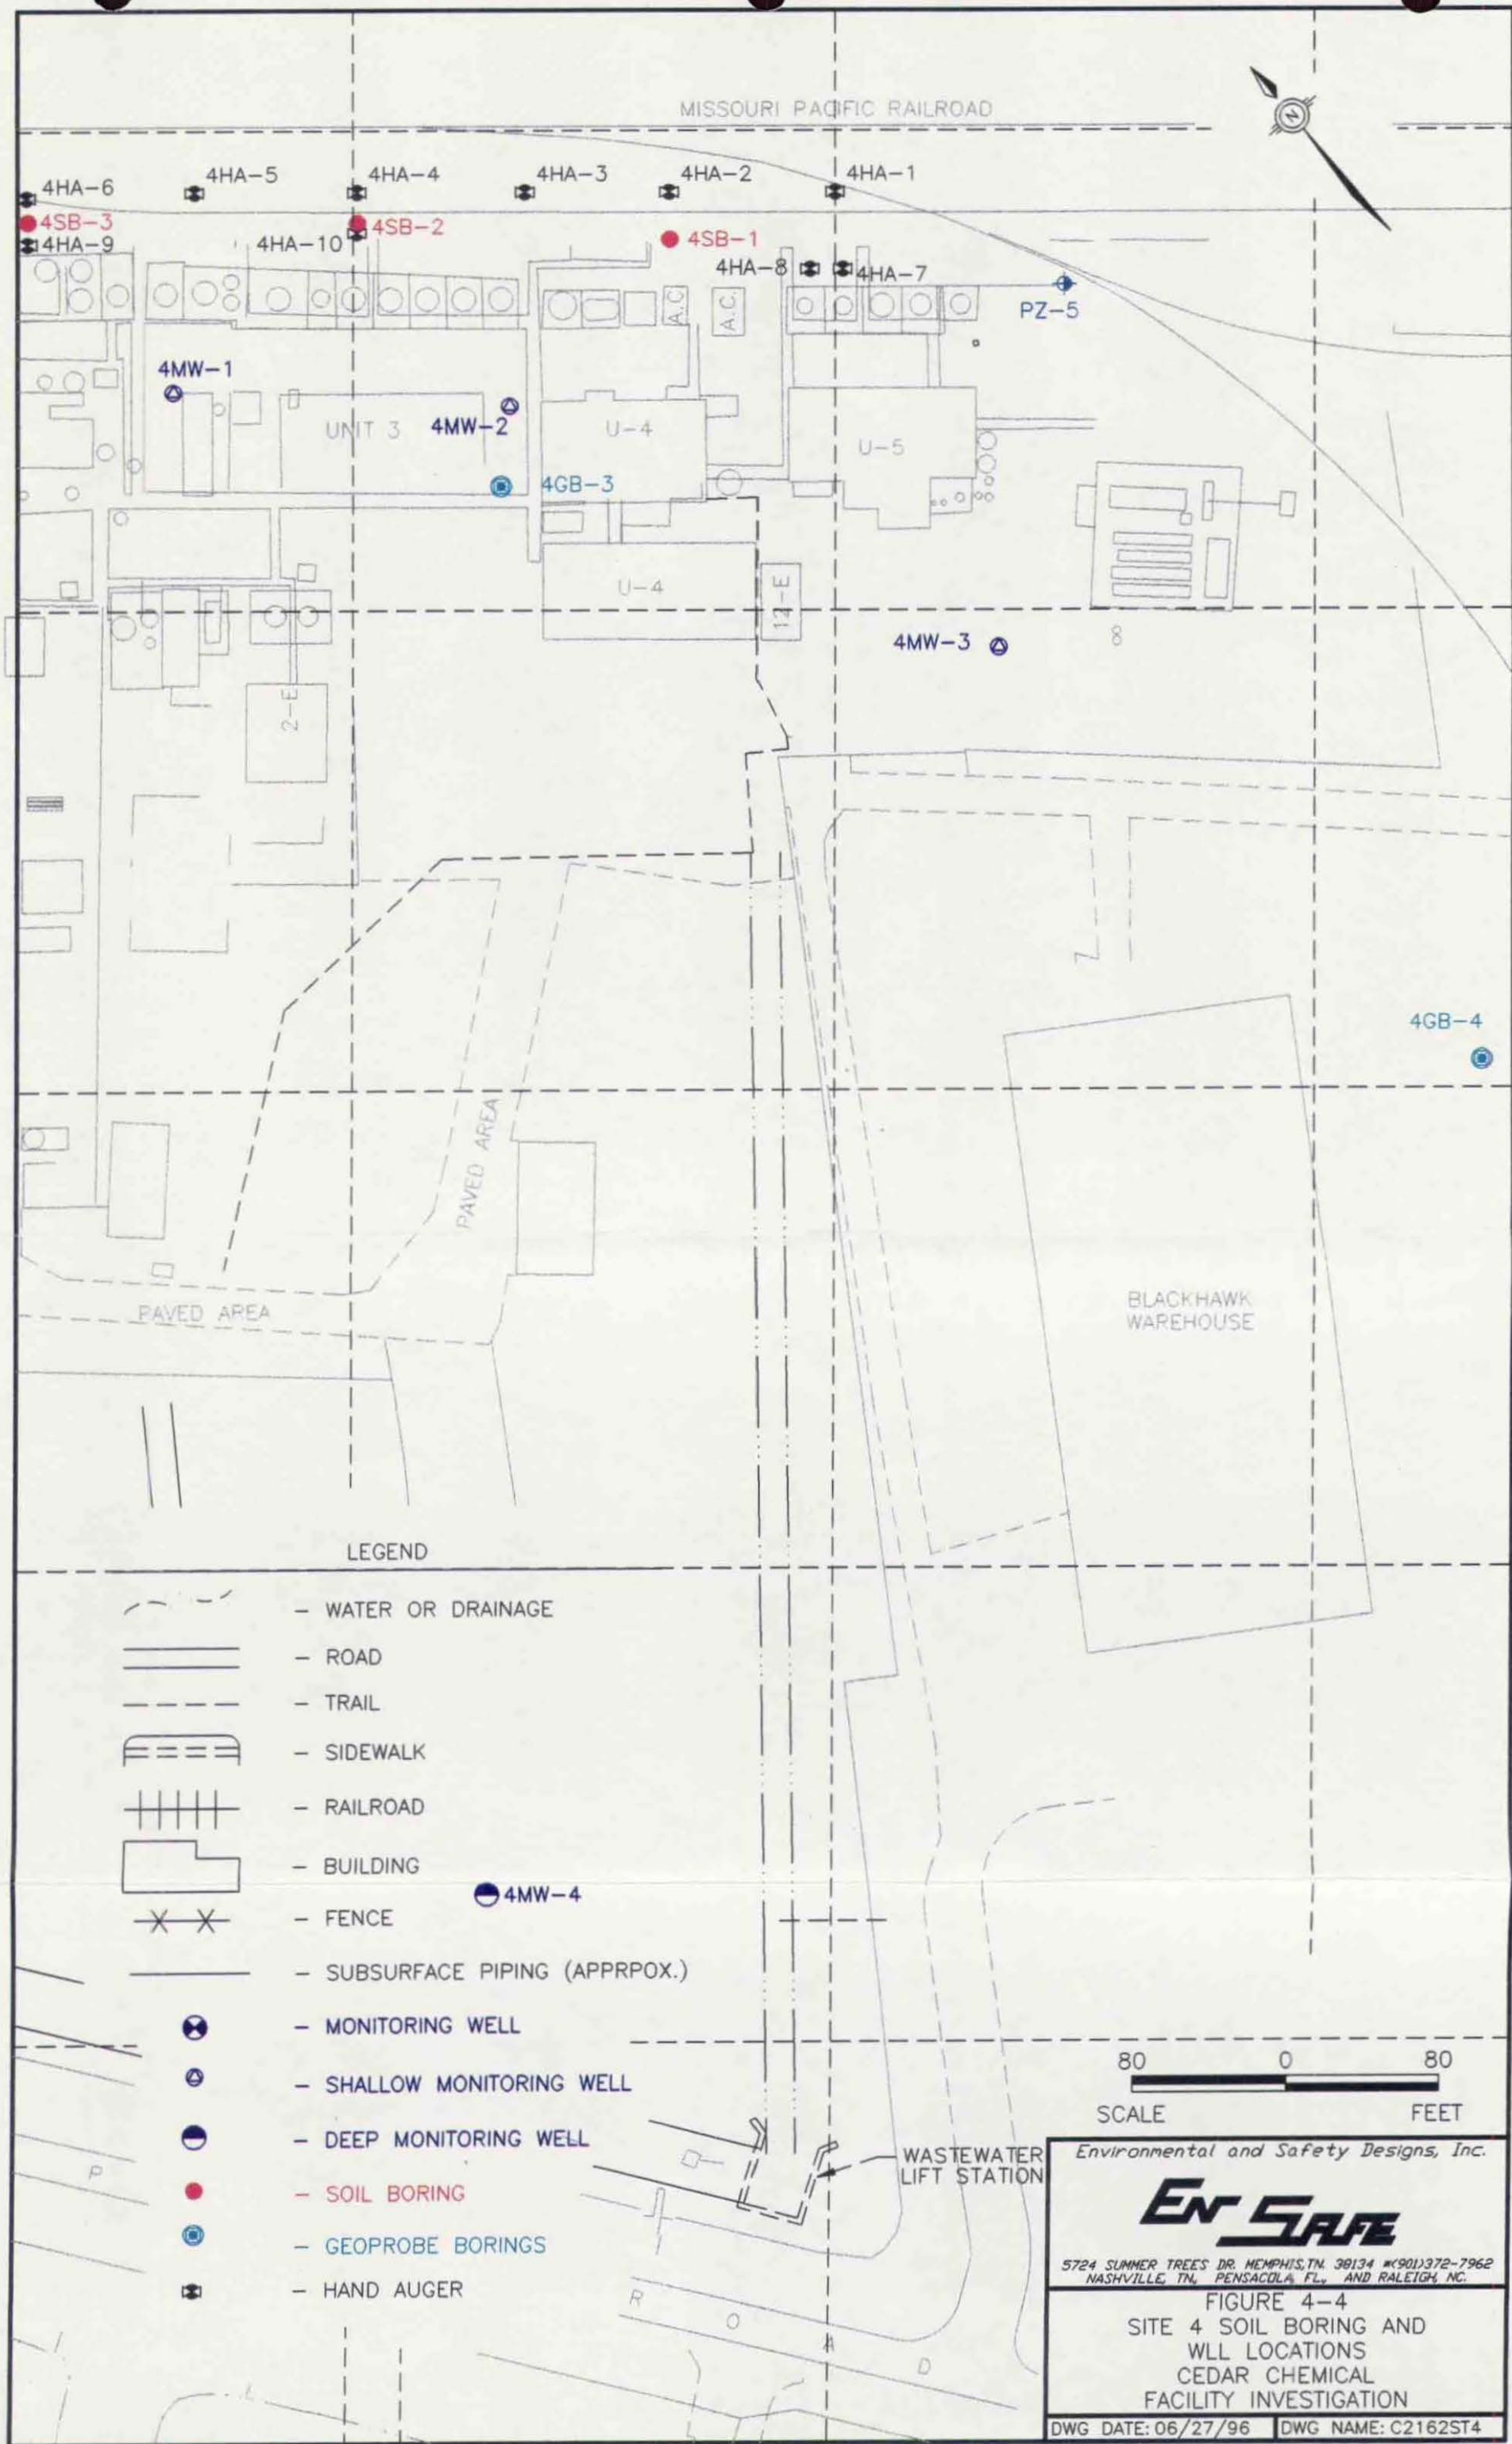 MISSOURI PACIFIC RAILROAD
N
4HA-6
4HA-5
4HA-4
4HA-3
4HA-2
4HA-1
4SB-3
4SB-2
4SB-1
4HA-9
4HA-10
4HA-8
4HA-7
A.C.
A.C.
PZ-5
4MW-1
UNIT 3
4MW-2
U-4
U-5
4GB-3
U-4
12-E
4MW-3
8
2-E
4GB-4
PAVED AREA
PAVED AREA
BLACKHAWK
WAREHOUSE
LEGEND
- WATER OR DRAINAGE
- ROAD
- TRAIL
- SIDEWALK
- RAILROAD
- BUILDING
4MW-4
- FENCE
- SUBSURFACE PIPING (APPRPOX.)
- MONITORING WELL
- SHALLOW MONITORING WELL
- DEEP MONITORING WELL
- SOIL BORING
- GEOPROBE BORINGS
- HAND AUGER
P
80 0 80
SCALE FEET
WASTEWATER
LIFT STATION
R O A D
Environmental and Safety Designs, Inc.
EnSafe
5724 SUMMER TREES DR. MEMPHIS, TN. 38134 *(901)372-7962
NASHVILLE, TN., PENSACOLA, FL., AND RALEIGH, NC.
FIGURE 4-4
SITE 4 SOIL BORING AND
WLL LOCATIONS
CEDAR CHEMICAL
FACILITY INVESTIGATION
DWG DATE: 06/27/96 DWG NAME: C2162ST4